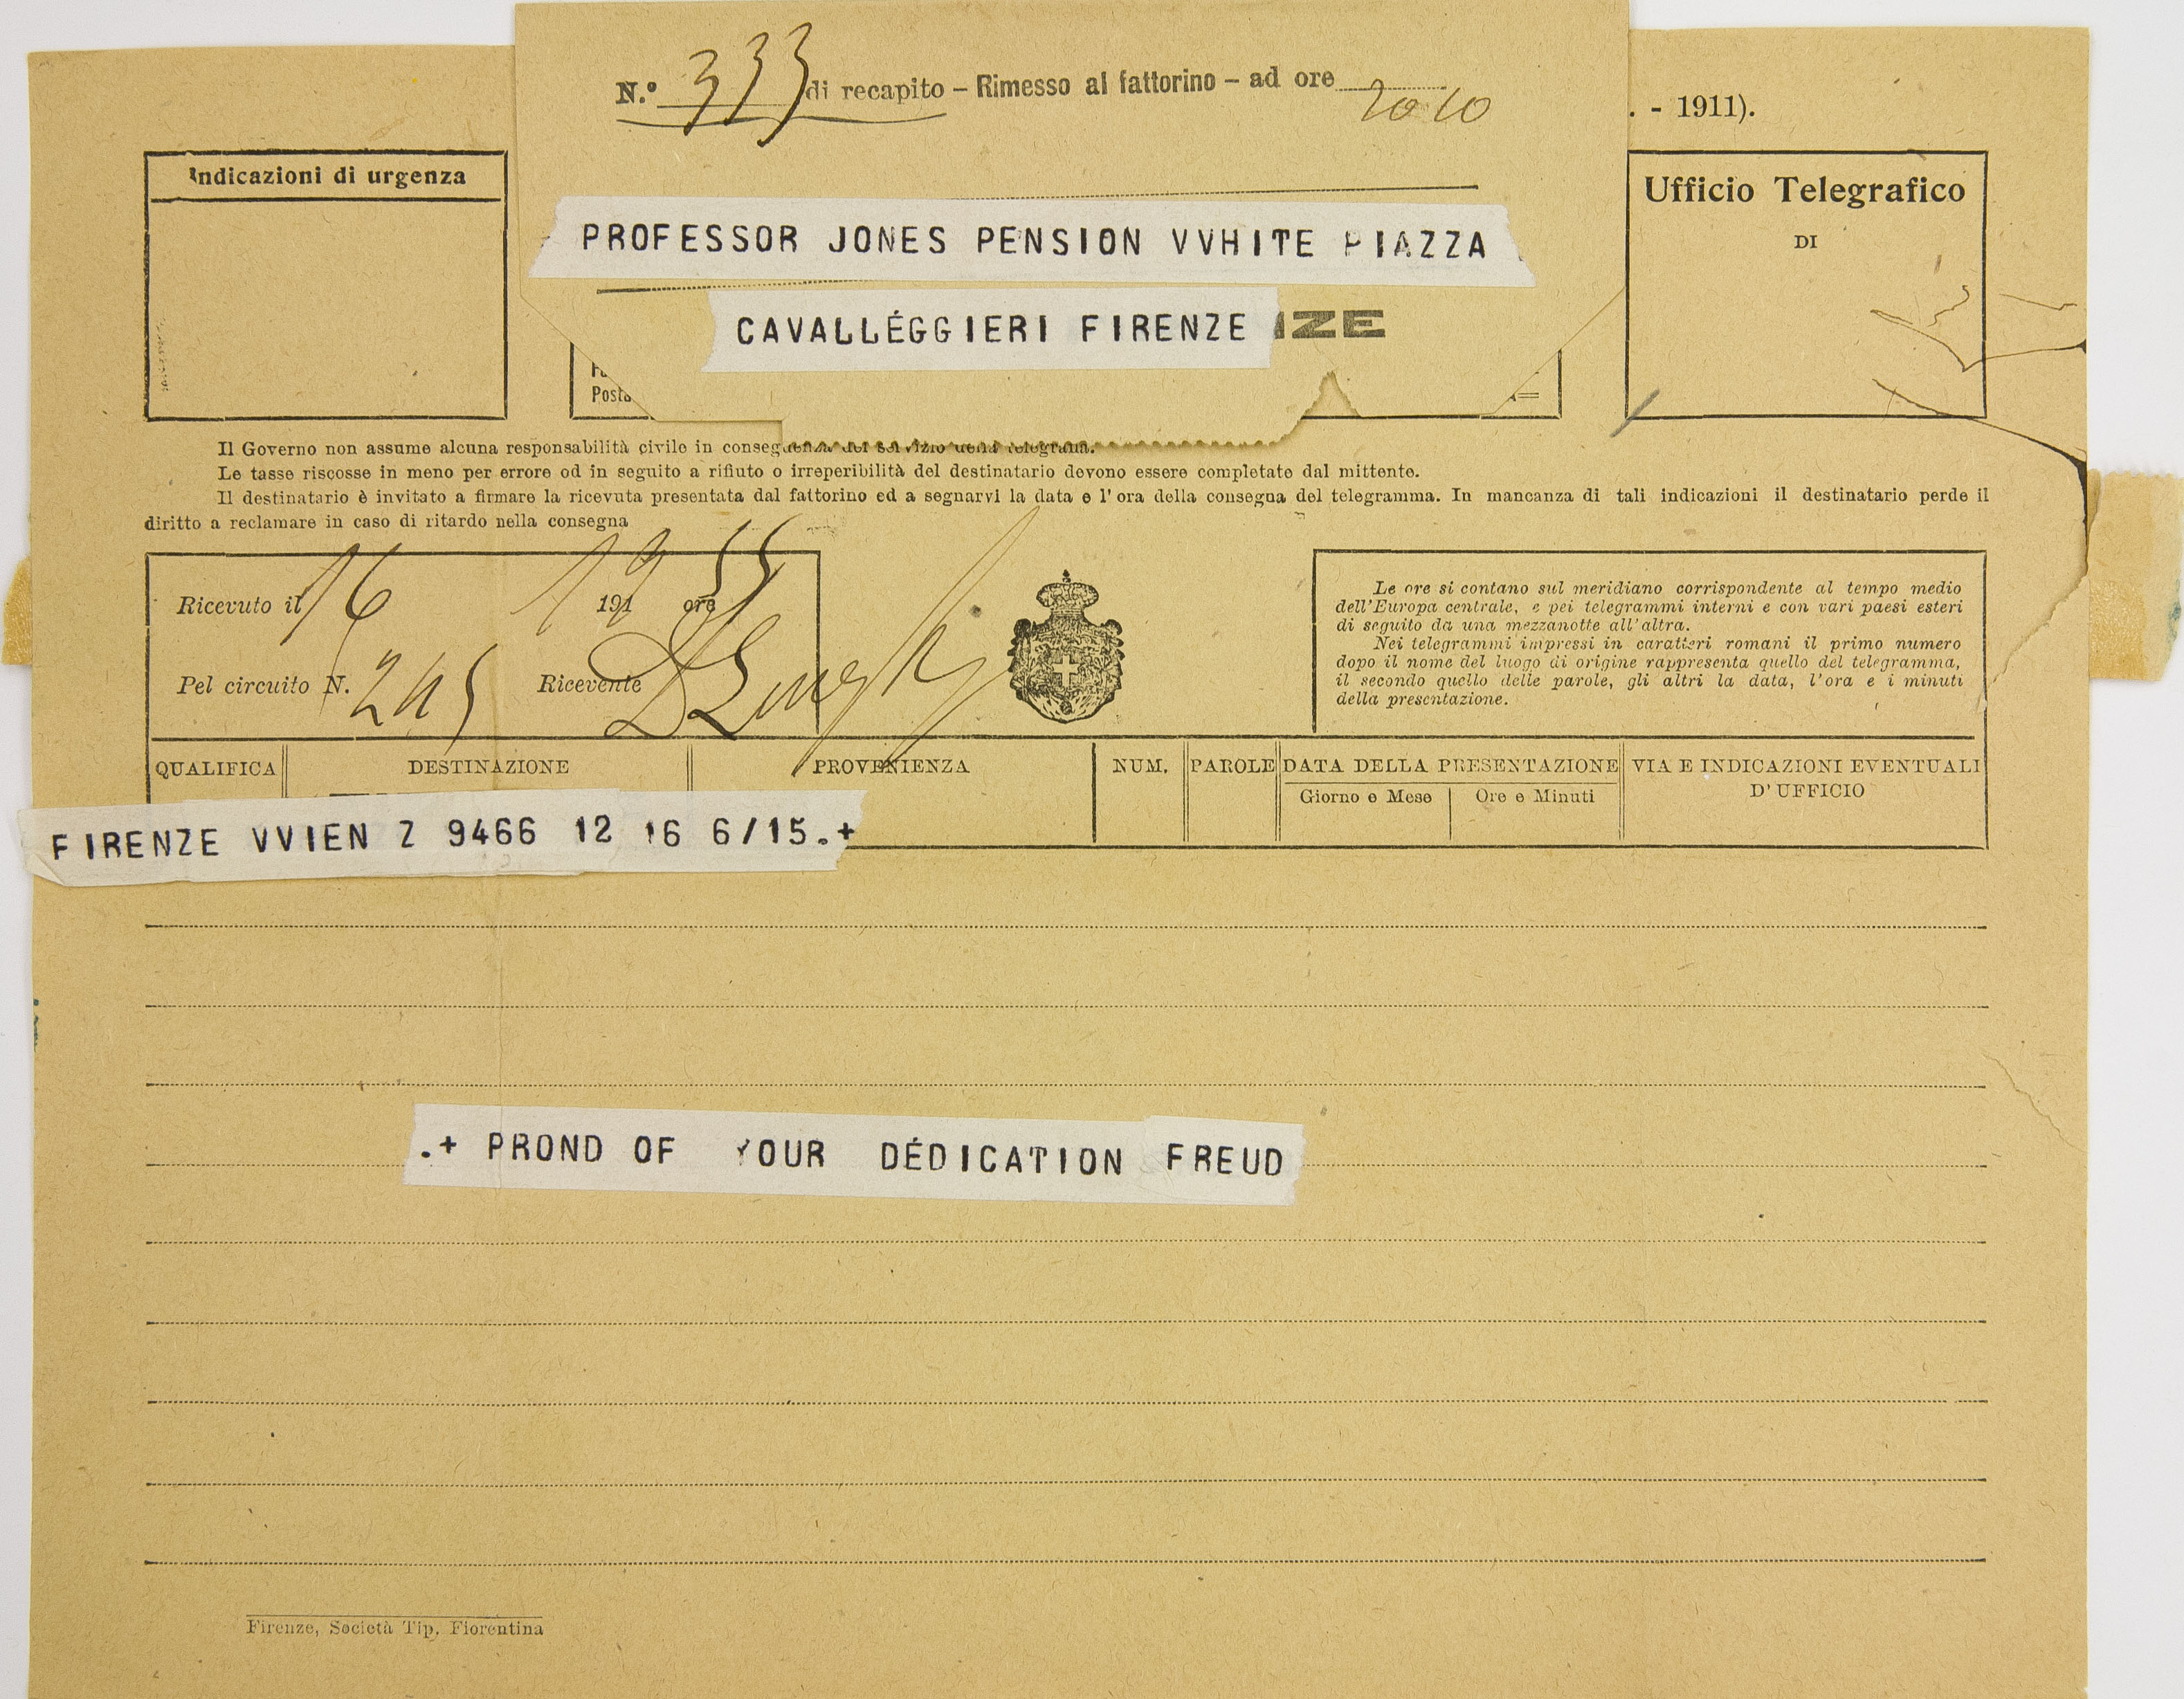 N.º 333 di recapito – Rimesso al fattorino – ad ore 20 10
. - 1911).
Indicazioni di urgenza
Ufficio Telegrafico
DI
PROFESSOR JONES PENSION VVHITE PIAZZA
CAVALLÉGGIERI FIRENZE IZE
Il Governo non assume alcuna responsabilità civile in conseguenza del servizio della telegrafia.
Le tasse riscosse in meno per errore od in seguito a rifiuto o irreperibilità del destinatario devono essere completate dal mittente.
Il destinatario è invitato a firmare la ricevuta presentata dal fattorino ed a segnarvi la data e l'ora della consegna del telegramma. In mancanza di tali indicazioni il destinatario perde il
diritto a reclamare in caso di ritardo nella consegna
Ricevuto il 16 191 ore 19 55
Pel circuito N. 245 Ricevente
Le ore si contano sul meridiano corrispondente al tempo medio
dell'Europa centrale, e pei telegrammi interni e con vari paesi esteri
di seguito da una mezzanotte all'altra.
Nei telegrammi impressi in caratteri romani il primo numero
dopo il nome del luogo di origine rappresenta quello del telegramma,
il secondo quello delle parole, gli altri la data, l'ora e i minuti
della presentazione.
QUALIFICA DESTINAZIONE PROVENIENZA NUM. PAROLE DATA DELLA PRESENTAZIONE VIA E INDICAZIONI EVENTUALI
Giorno e Mese Ore e Minuti D'UFFICIO
FIRENZE VVIEN Z 9466 12 16 6/15.+
.+ PROND OF YOUR DÉDICATION FREUD
Firenze, Società Tip. Fiorentina